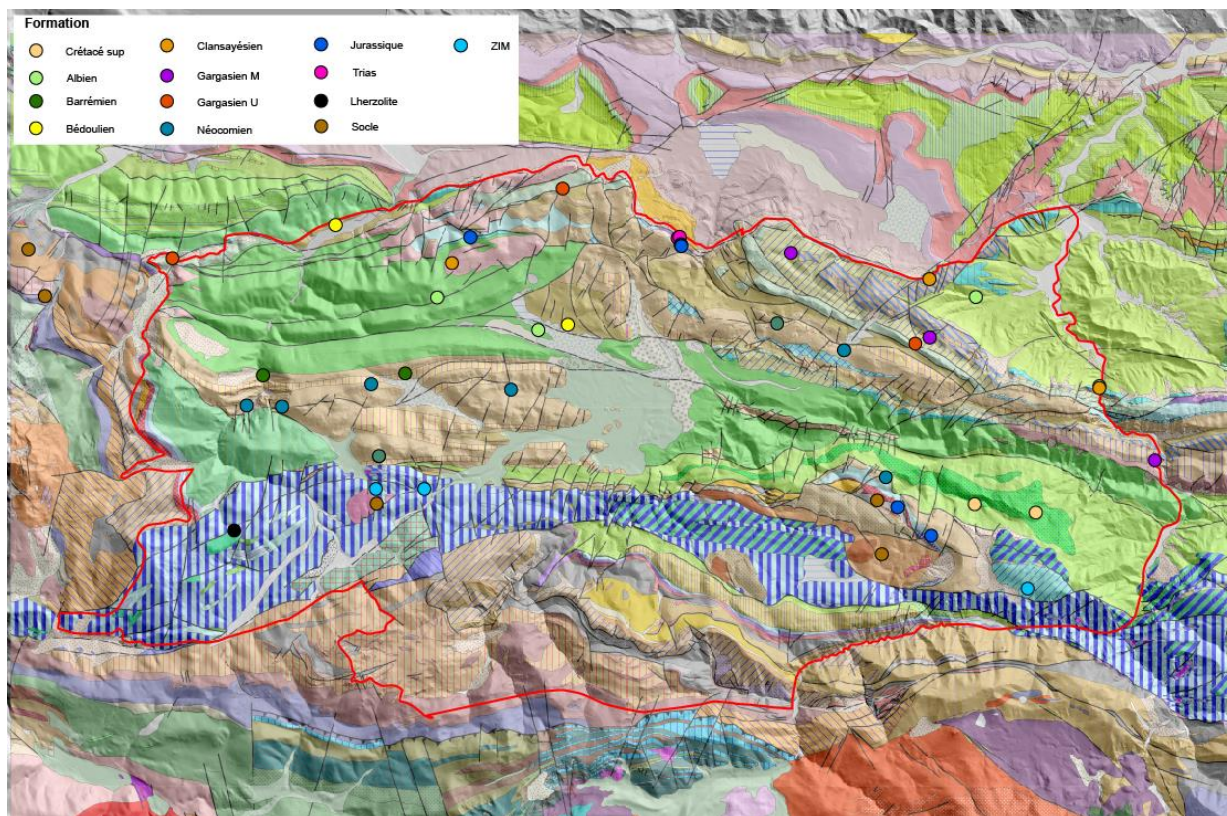 Formation
Crétacé sup
Clansayésien
Jurassique
ZIM
Albien
Gargasien M
Trias
Barrémien
Gargasien U
Lherzolite
Bédoulien
Néocomien
Socle